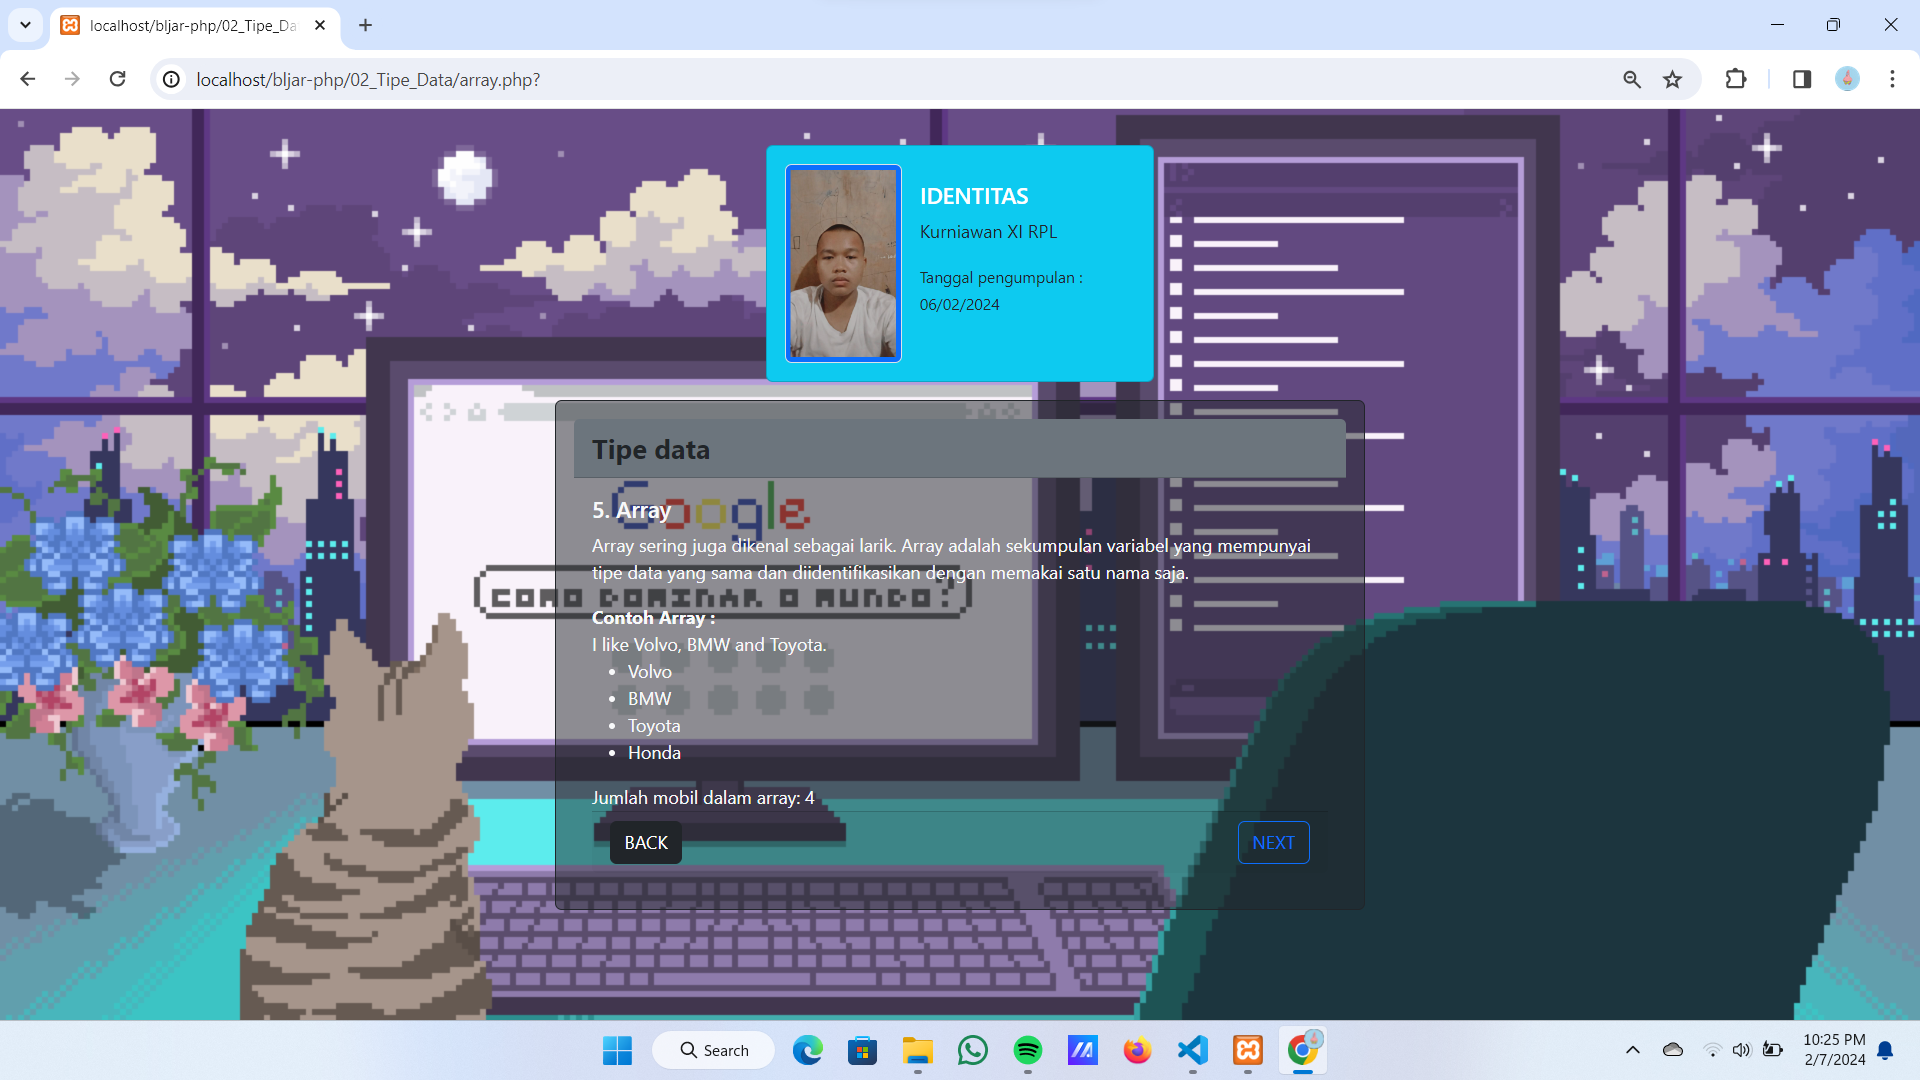 localhost/bljar-php/02_Tipe_Da
localhost/bljar-php/02_Tipe_Data/array.php?
IDENTITAS
Kurniawan XI RPL
Tanggal pengumpulan :
06/02/2024
Tipe data
Google
5. Array
Array sering juga dikenal sebagai larik. Array adalah sekumpulan variabel yang mempunyai
tipe data yang sama dan diidentifikasikan dengan memakai satu nama saja.
COMO DOMINAR O MUNDO?
Contoh Array :
I like Volvo, BMW and Toyota.
• Volvo
• BMW
• Toyota
• Honda
Jumlah mobil dalam array: 4
BACK
NEXT
Search
10:25 PM
2/7/2024